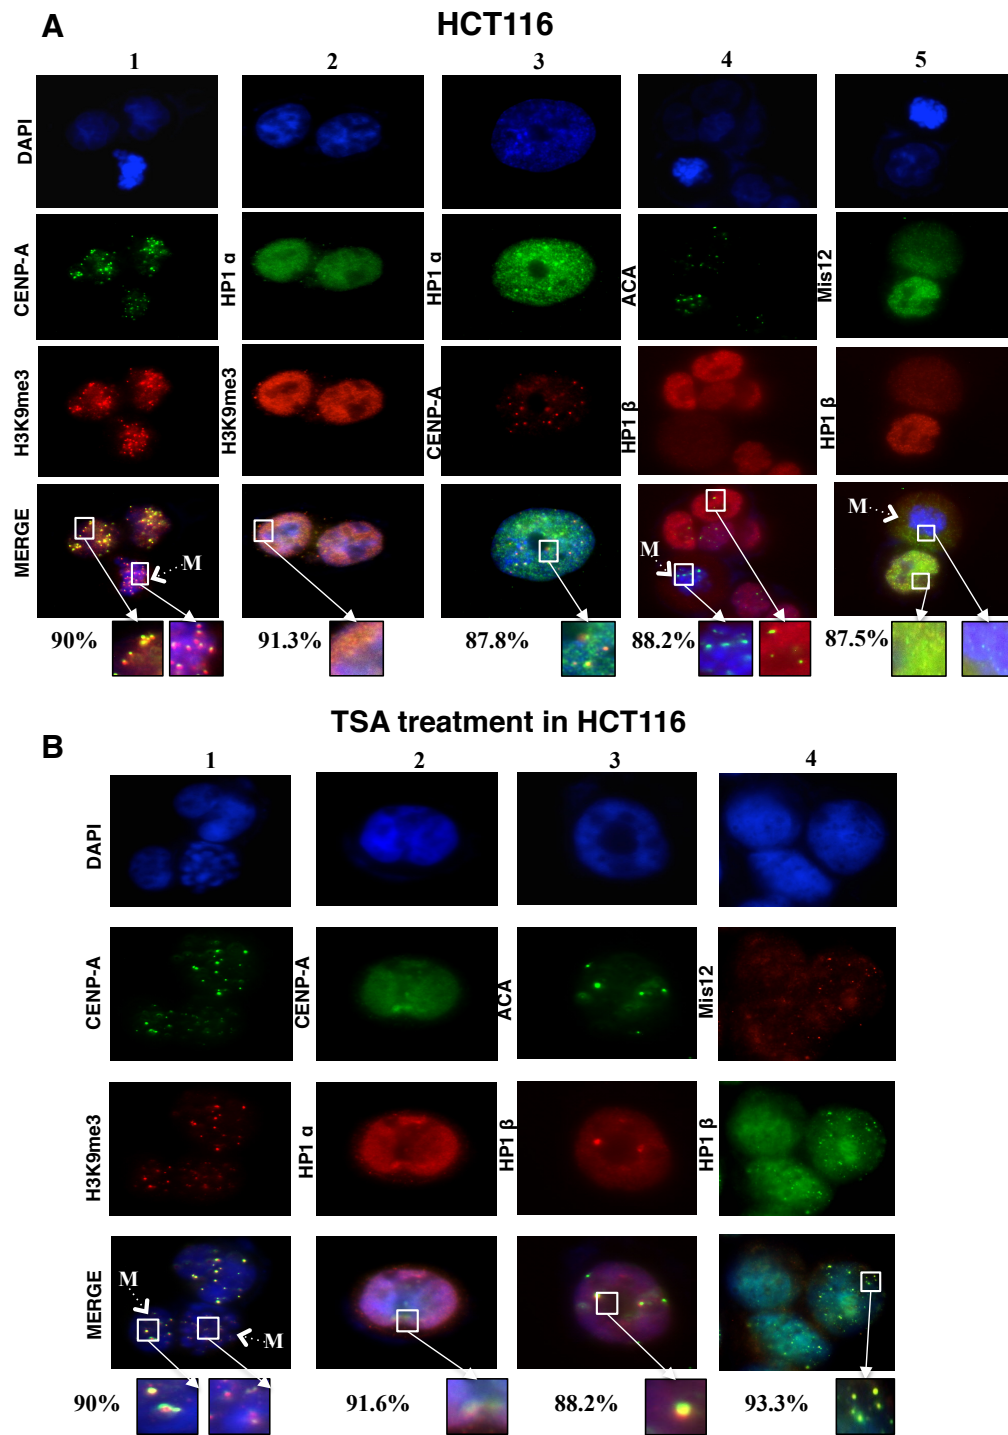 A
HCT116
1 2 3 4 5
DAPI
CENP-A HP1 α HP1 α ACA Mis12
H3K9me3 H3K9me3 CENP-A HP1 β HP1 β
MERGE M M M
90% 91.3% 87.8% 88.2% 87.5%
B
TSA treatment in HCT116
1 2 3 4
DAPI
CENP-A CENP-A ACA Mis12
H3K9me3 HP1 α HP1 β HP1 β
MERGE M M
90% 91.6% 88.2% 93.3%